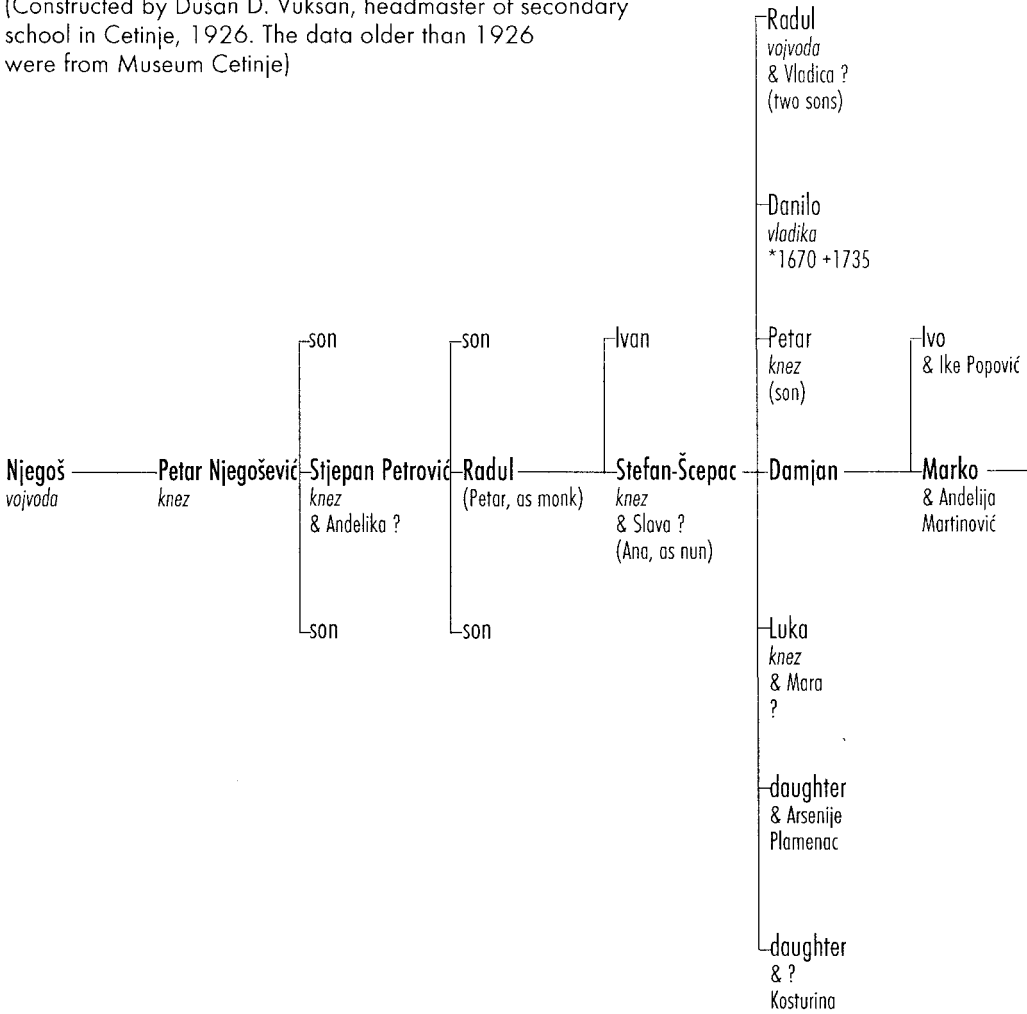 (Constructed by Dušan D. Vuksan, headmaster of secondary
school in Cetinje, 1926. The data older than 1926
were from Museum Cetinje)
Radul
vojvoda
& Vladica ?
(two sons)
Danilo
vladika
*1670 +1735
son
son
Ivan
Petar
knez
(son)
Ivo
& Ike Popović
Njegoš
vojvoda
Petar Njegošević
knez
Stjepan Petrović
knez
& Anđelika ?
Radul
(Petar, as monk)
Stefan-Šcepac
knez
& Slava ?
(Ana, as nun)
Damjan
Marko
& Anđelija
Martinović
son
son
Luka
knez
& Mara
?
daughter
& Arsenije
Plamenac
daughter
& ?
Kosturina